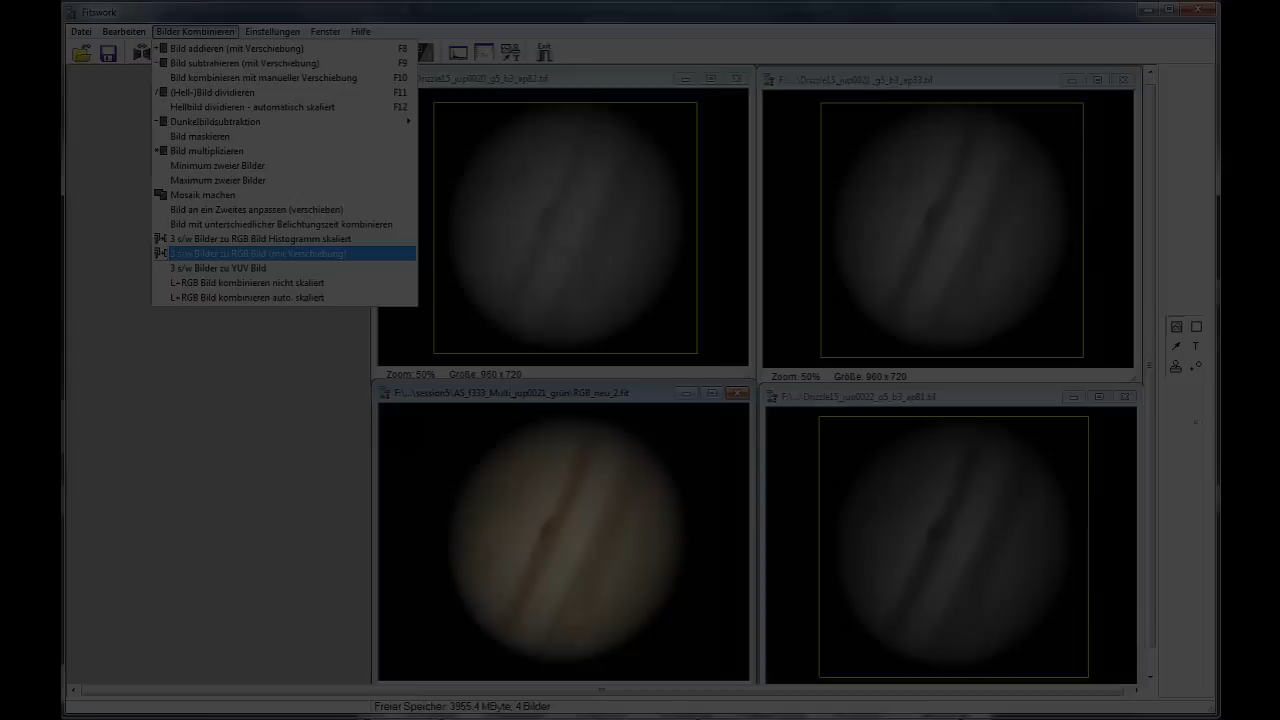 Fitswork
Datei Bearbeiten Bilder Kombinieren Einstellungen Fenster Hilfe
Exit
Bild addieren (mit Verschiebung) F8
Bild subtrahieren (mit Verschiebung) F9
Bild kombinieren mit manueller Verschiebung F10
(Hell-)Bild dividieren F11
Hellbild dividieren - automatisch skaliert F12
Dunkelbildsubtraktion
Bild maskieren
Bild multiplizieren
Minimum zweier Bilder
Maximum zweier Bilder
Mosaik machen
Bild an ein Zweites anpassen (verschieben)
Bild mit unterschiedlicher Belichtungszeit kombinieren
3 s/w Bilder zu RGB Bild Histogramm skaliert
3 s/w Bilder zu RGB Bild (mit Verschiebung)
3 s/w Bilder zu YUV Bild
L+RGB Bild kombinieren nicht skaliert
L+RGB Bild kombinieren auto. skaliert
Zoom: 50% Größe: 960 x 720
Zoom: 50% Größe: 960 x 720
F:\...\session5\AS_f333_Multi_jup0021_grün\RGB_neu_2.fit
F:\...\Drizzle15_jup0022_g5_b3_ap81.tif
Freier Speicher: 3955.4 MByte; 4 Bilder